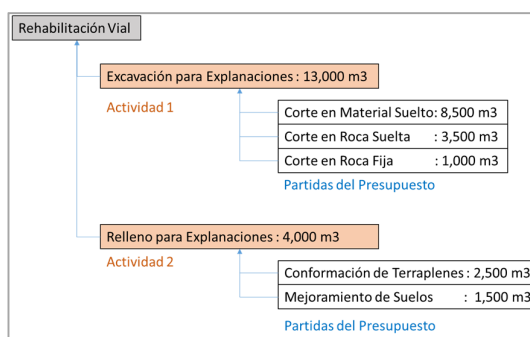 Rehabilitación Vial
Excavación para Explanaciones : 13,000 m3
Actividad 1
Corte en Material Suelto: 8,500 m3
Corte en Roca Suelta : 3,500 m3
Corte en Roca Fija : 1,000 m3
Partidas del Presupuesto
Relleno para Explanaciones : 4,000 m3
Actividad 2
Conformación de Terraplenes : 2,500 m3
Mejoramiento de Suelos : 1,500 m3
Partidas del Presupuesto